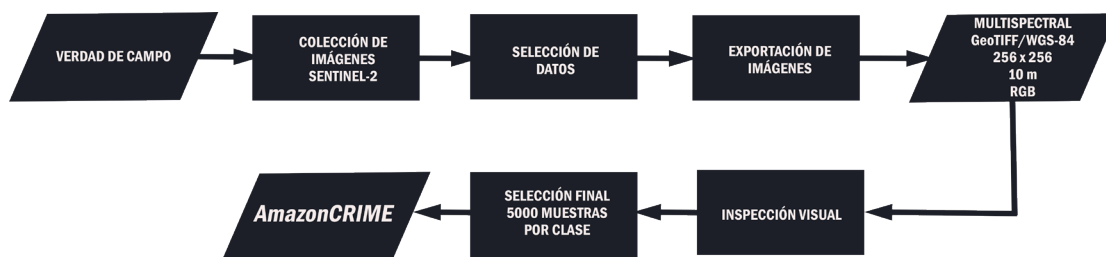 VERDAD DE CAMPO
COLECCIÓN DE
IMÁGENES
SENTINEL-2
SELECCIÓN DE
DATOS
EXPORTACIÓN DE
IMÁGENES
MULTISPECTRAL
GeoTIFF/WGS-84
256 x 256
10 m
RGB
INSPECCIÓN VISUAL
SELECCIÓN FINAL
5000 MUESTRAS
POR CLASE
AmazonCRIME